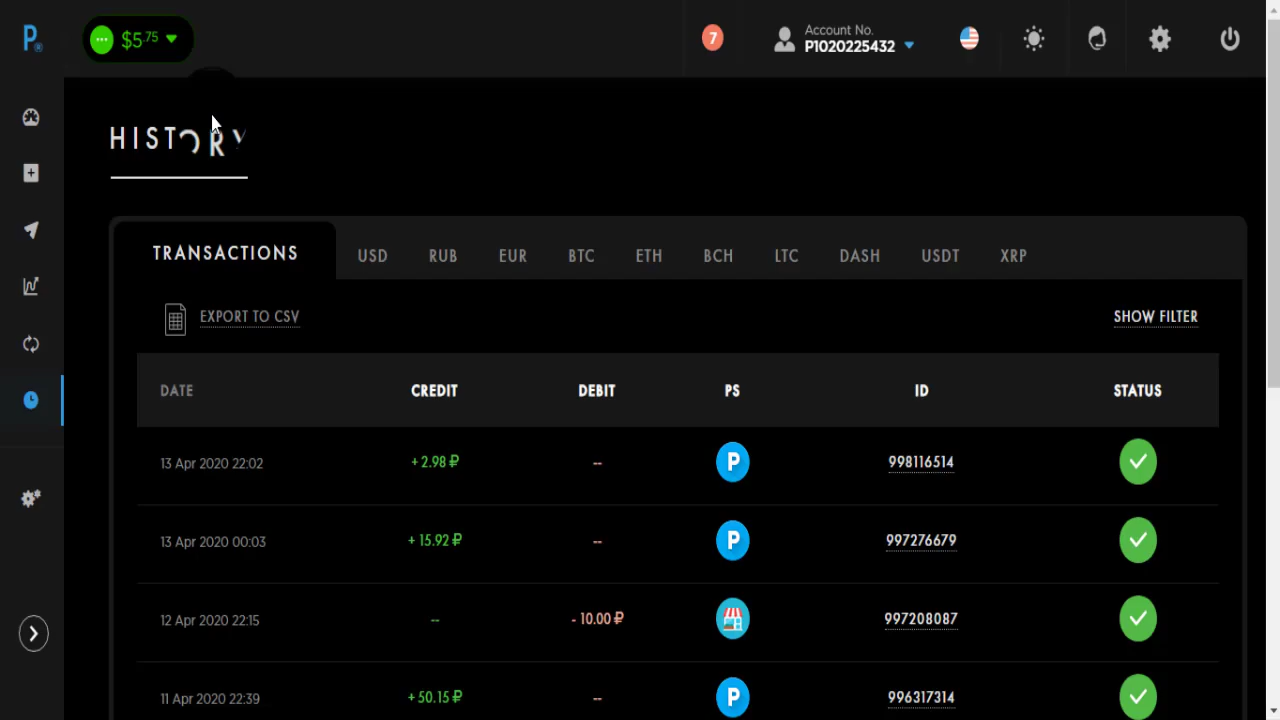 P
$5.75
7
Account No.
P1020225432
HISTORY
TRANSACTIONS USD RUB EUR BTC ETH BCH LTC DASH USDT XRP
EXPORT TO CSV SHOW FILTER
DATE CREDIT DEBIT PS ID STATUS
13 Apr 2020 22:02 + 2.98 ₽ -- P 998116514
13 Apr 2020 00:03 + 15.92 ₽ -- P 997276679
12 Apr 2020 22:15 -- - 10.00 ₽ 997208087
11 Apr 2020 22:39 + 50.15 ₽ -- P 996317314